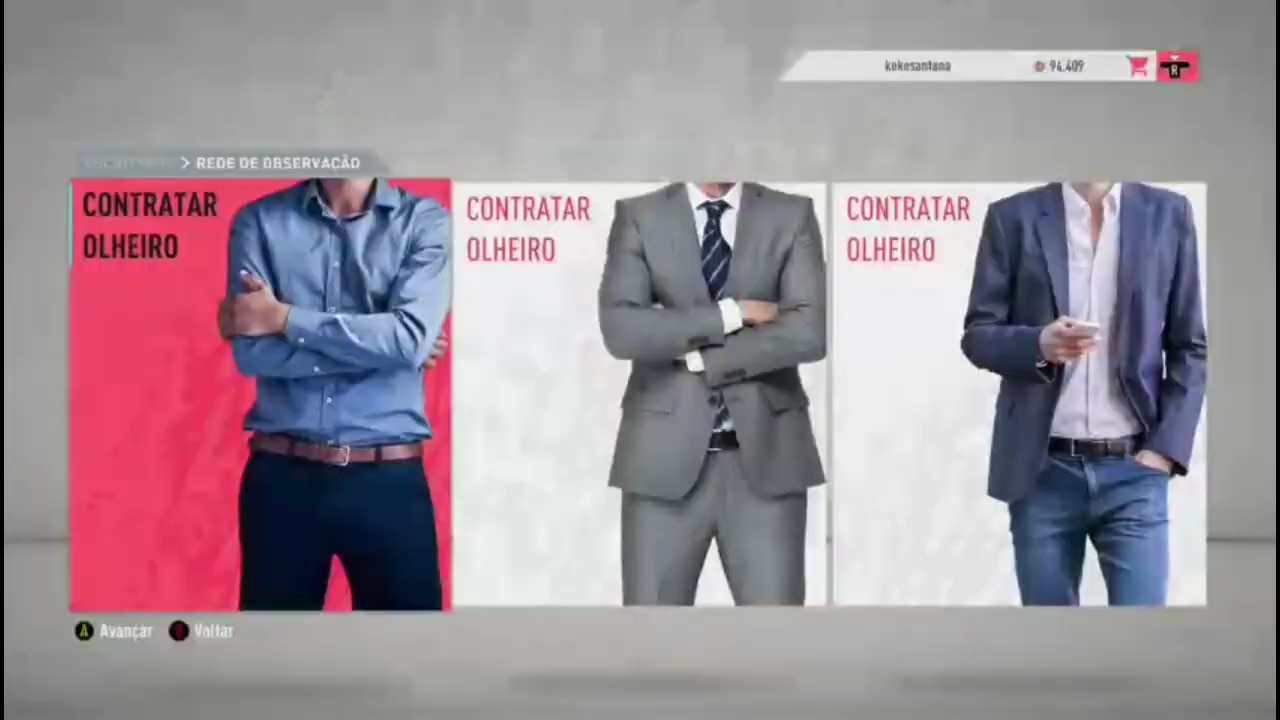 kekesantana
94.409
R
> REDE DE OBSERVAÇÃO
CONTRATAR
OLHEIRO
CONTRATAR
OLHEIRO
CONTRATAR
OLHEIRO
A Avançar
Voltar